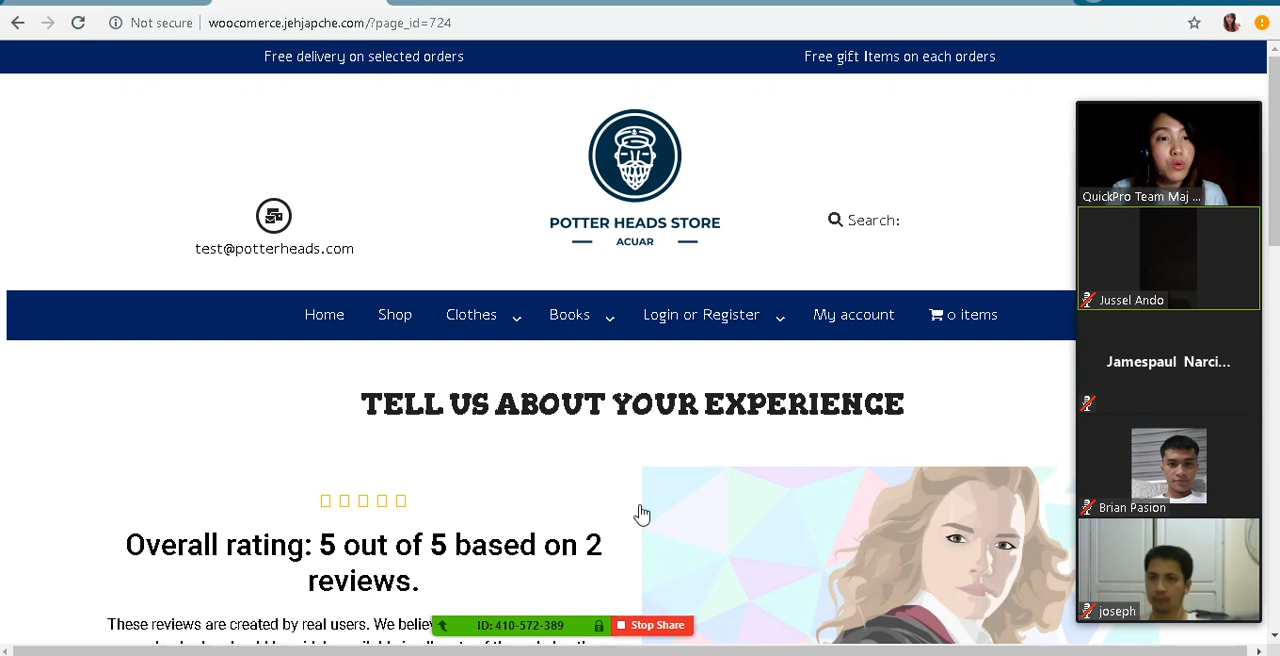 Not secure
woocomerce.jehjapche.com/?page_id=724
Free delivery on selected orders
Free gift Items on each orders
POTTER HEADS STORE
ACUAR
test@potterheads.com
Search:
Home
Shop
Clothes
Books
Login or Register
My account
0 items
TELL US ABOUT YOUR EXPERIENCE
Overall rating: 5 out of 5 based on 2
reviews.
These reviews are created by real users. We
ID: 410-572-389
Stop Share
QuickPro Team Maj ...
Jussel Ando
Jamespaul Narci...
Brian Pasion
joseph